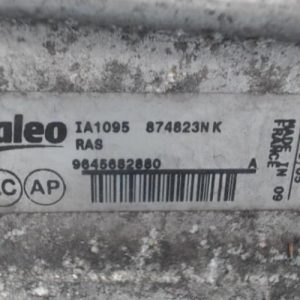 aleo IA1095 874823NK
RAS
9645682880 A
C AP
MADE IN
FRANCE 09